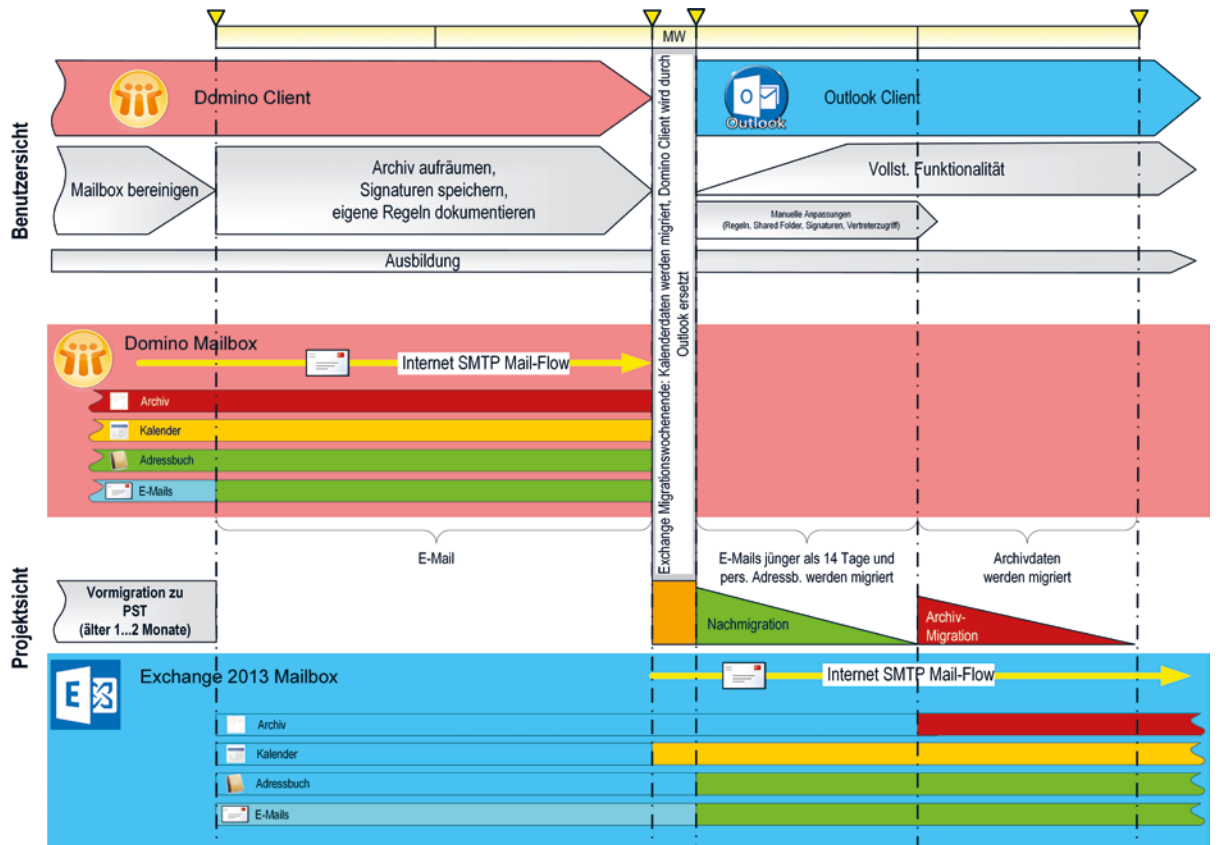 MW
Benutzersicht
Domino Client
Outlook
Outlook Client
Mailbox bereinigen
Archiv aufräumen,
Signaturen speichern,
eigene Regeln dokumentieren
Exchange Migrationswochenende: Kalenderdaten werden migriert, Domino Client wird durch
Outlook ersetzt
Vollst. Funktionalität
Manuelle Anpassungen
(Regeln, Shared Folder, Signaturen, Vertreterzugriff)
Ausbildung
Projektsicht
Domino Mailbox
Internet SMTP Mail-Flow
Archiv
Kalender
Adressbuch
E-Mails
E-Mail
E-Mails jünger als 14 Tage und
pers. Adressb. werden migriert
Archivdaten
werden migriert
Vormigration zu
PST
(älter 1...2 Monate)
Nachmigration
Archiv-
Migration
Exchange 2013 Mailbox
Internet SMTP Mail-Flow
Archiv
Kalender
Adressbuch
E-Mails